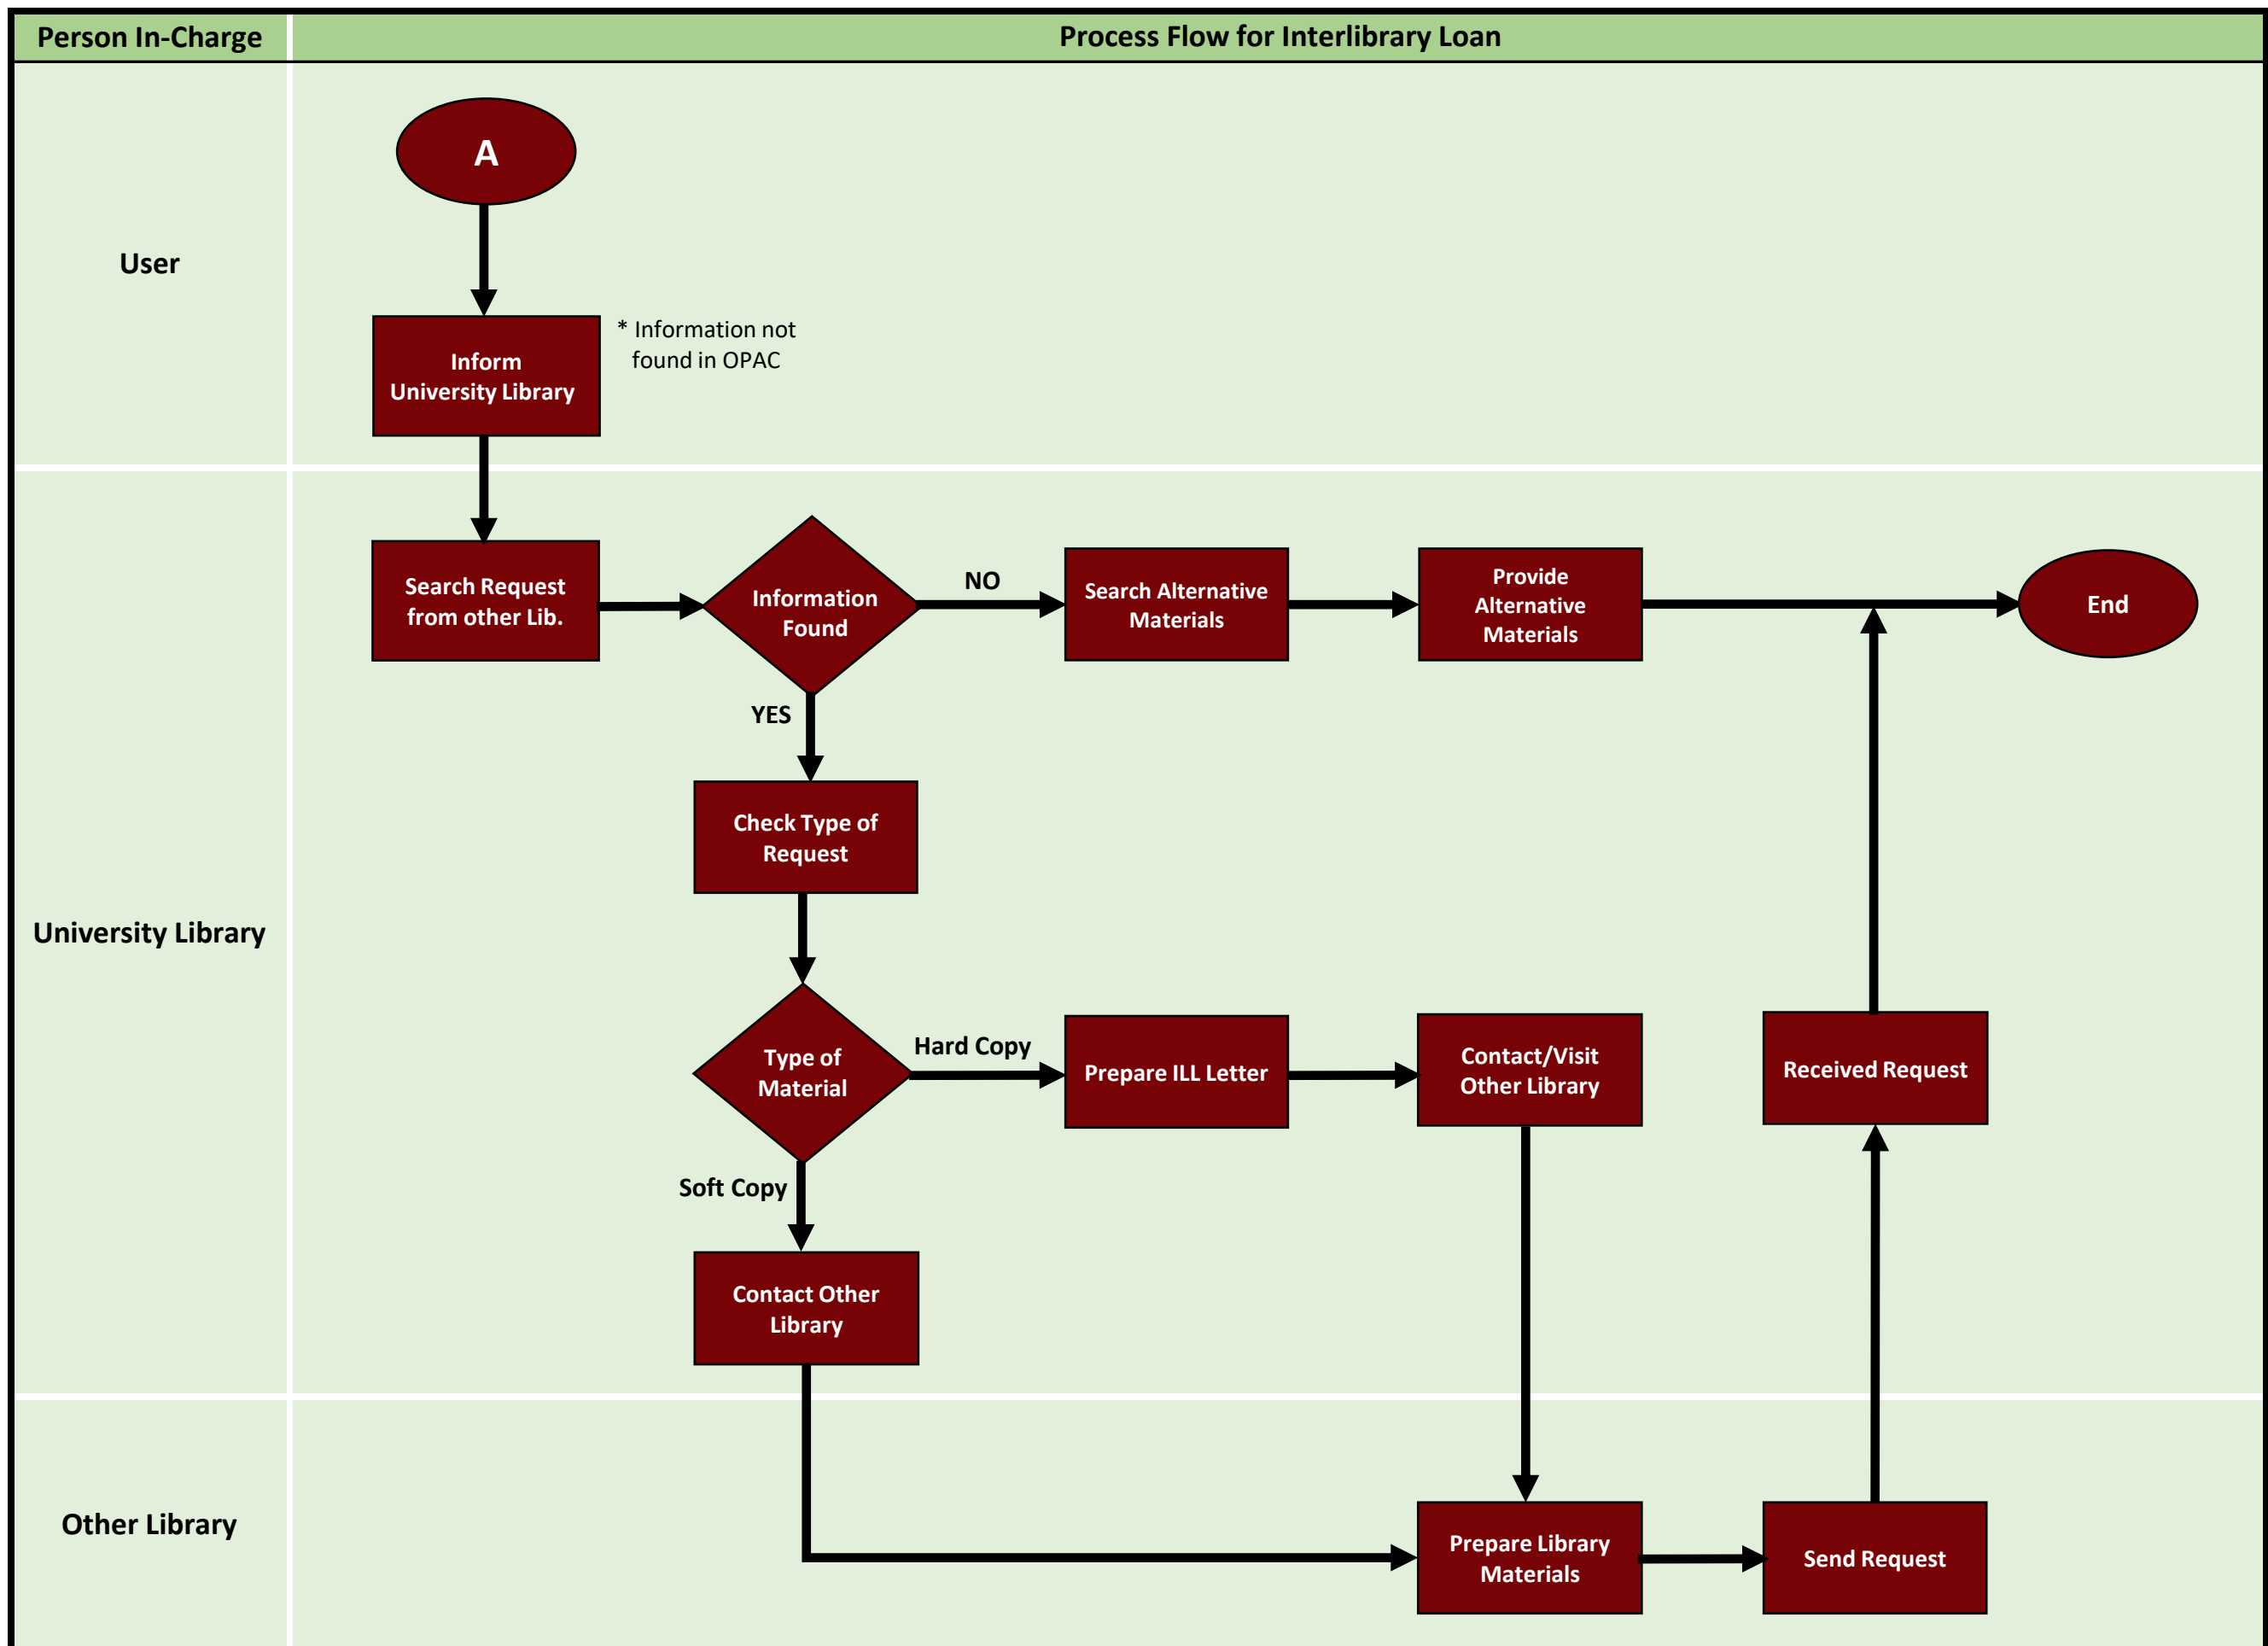 Person In-Charge
Process Flow for Interlibrary Loan
User
A
Inform
University Library
* Information not
found in OPAC
University Library
Search Request
from other Lib.
Information
Found
NO
Search Alternative
Materials
Provide
Alternative
Materials
End
YES
Check Type of
Request
Type of
Material
Hard Copy
Prepare ILL Letter
Contact/Visit
Other Library
Received Request
Soft Copy
Contact Other
Library
Other Library
Prepare Library
Materials
Send Request